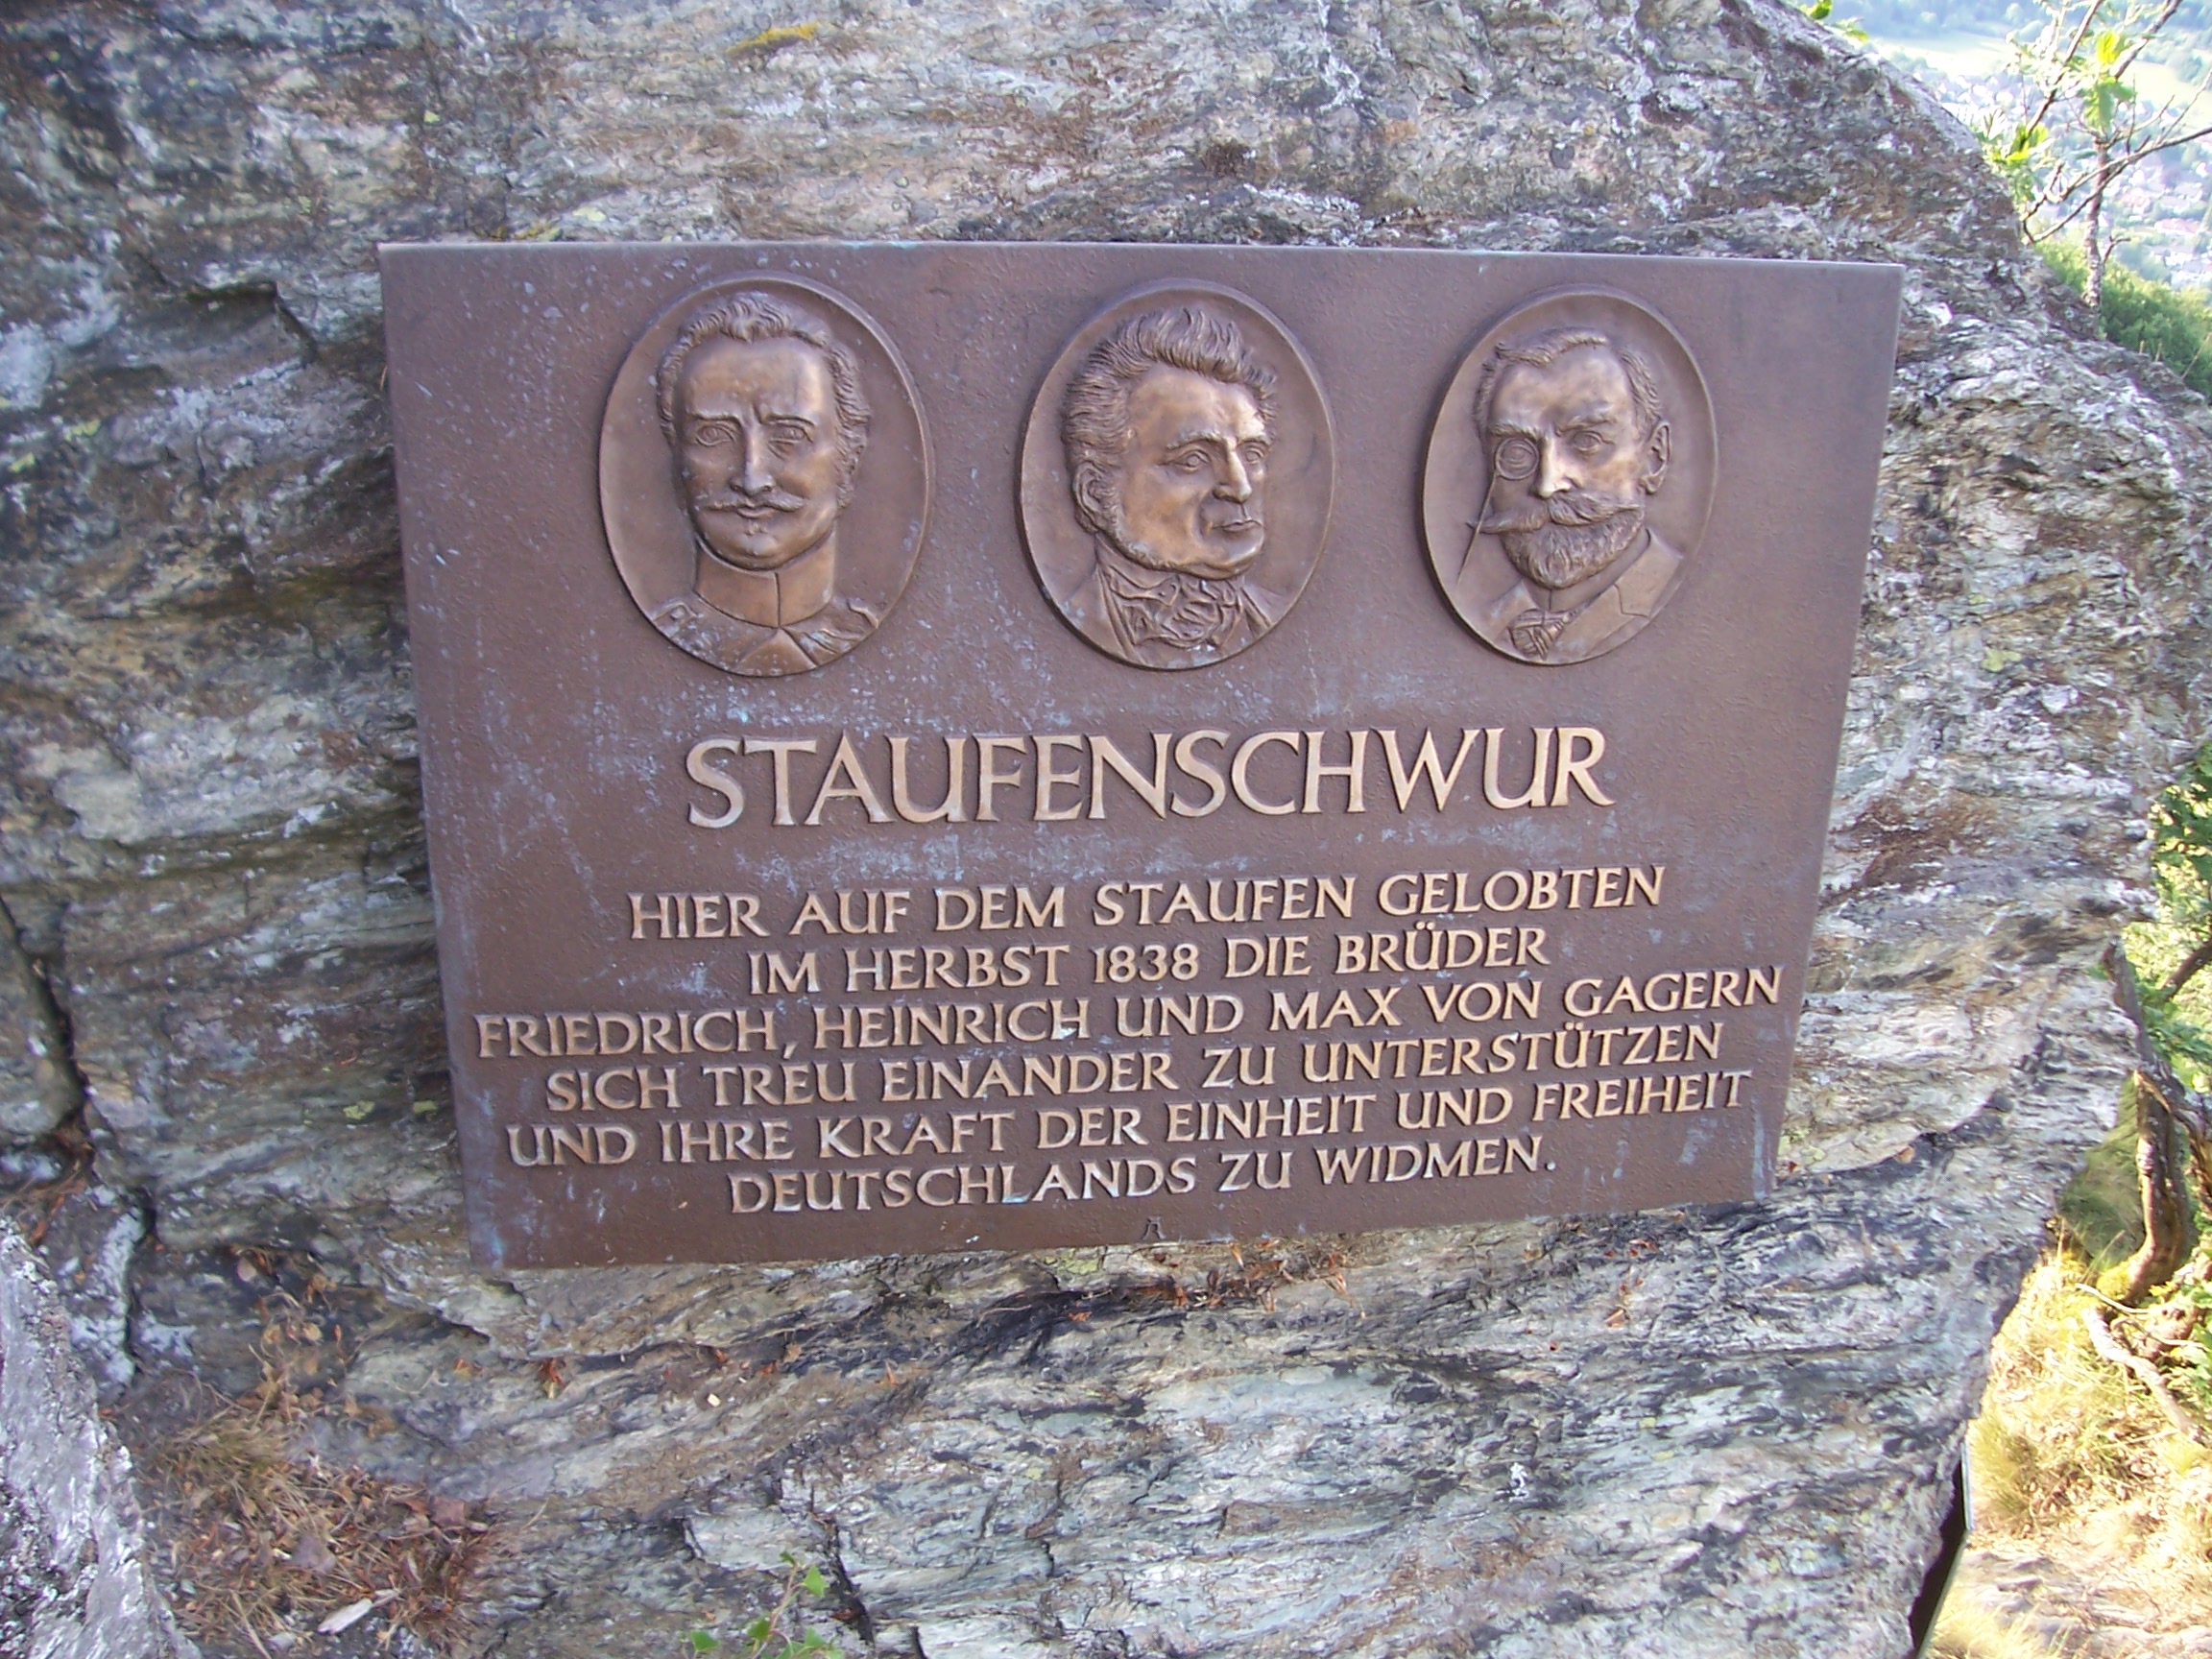 STAUFENSCHWUR
HIER AUF DEM STAUFEN GELOBTEN
IM HERBST 1838 DIE BRÜDER
FRIEDRICH, HEINRICH UND MAX VON GAGERN
SICH TREU EINANDER ZU UNTERSTÜTZEN
UND IHRE KRAFT DER EINHEIT UND FREIHEIT
DEUTSCHLANDS ZU WIDMEN.